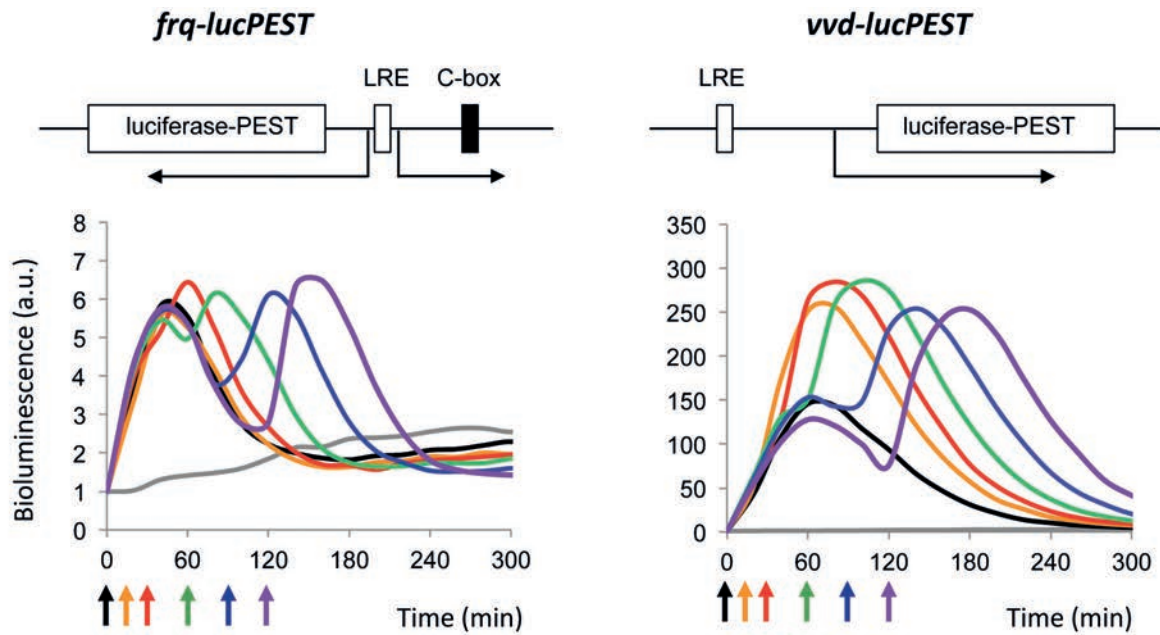 frq-lucPEST
LRE
C-box
luciferase-PEST
Bioluminescence (a.u.)
8
7
6
5
4
3
2
1
0
0 60 120 180 240 300
Time (min)
vvd-lucPEST
LRE
luciferase-PEST
350
300
250
200
150
100
50
0
0 60 120 180 240 300
Time (min)